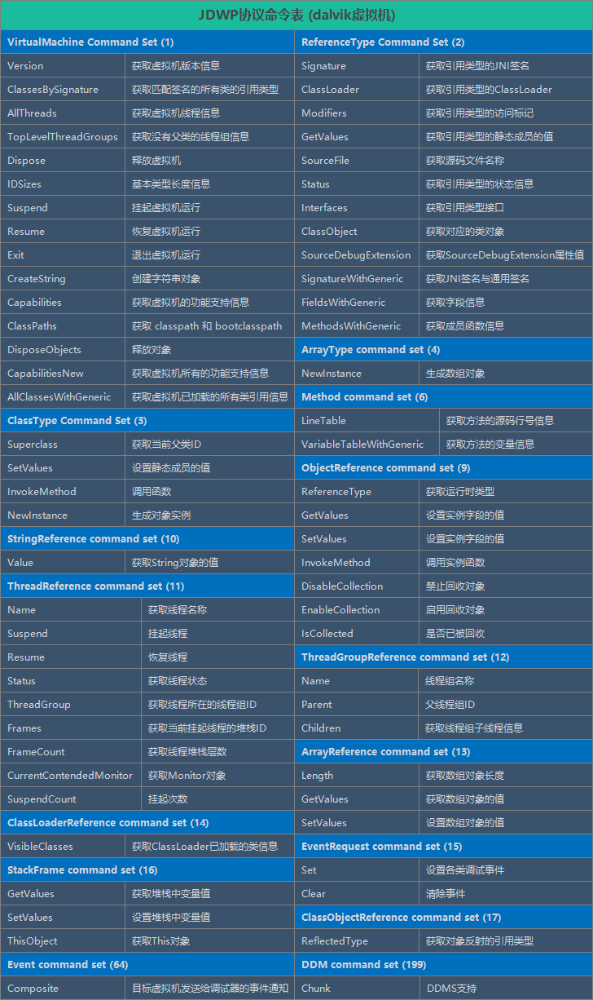 JDWP协议命令表 (dalvik虚拟机)
VirtualMachine Command Set (1)
Version 获取虚拟机版本信息
ClassesBySignature 获取匹配签名的所有类的引用类型
AllThreads 获取虚拟机线程信息
TopLevelThreadGroups 获取没有父类的线程组信息
Dispose 释放虚拟机
IDSizes 基本类型长度信息
Suspend 挂起虚拟机运行
Resume 恢复虚拟机运行
Exit 退出虚拟机运行
CreateString 创建字符串对象
Capabilities 获取虚拟机的功能支持信息
ClassPaths 获取 classpath 和 bootclasspath
DisposeObjects 释放对象
CapabilitiesNew 获取虚拟机所有的功能支持信息
AllClassesWithGeneric 获取虚拟机已加载的所有类引用信息
ClassType Command Set (3)
Superclass 获取当前父类ID
SetValues 设置静态成员的值
InvokeMethod 调用函数
NewInstance 生成对象实例
StringReference command set (10)
Value 获取String对象的值
ThreadReference command set (11)
Name 获取线程名称
Suspend 挂起线程
Resume 恢复线程
Status 获取线程状态
ThreadGroup 获取线程所在的线程组ID
Frames 获取当前挂起线程的堆栈ID
FrameCount 获取线程堆栈层数
CurrentContendedMonitor 获取Monitor对象
SuspendCount 挂起次数
ClassLoaderReference command set (14)
VisibleClasses 获取ClassLoader已加载的类信息
StackFrame command set (16)
GetValues 获取堆栈中变量值
SetValues 设置堆栈中变量值
ThisObject 获取This对象
Event command set (64)
Composite 目标虚拟机发送给调试器的事件通知
ReferenceType Command Set (2)
Signature 获取引用类型的JNI签名
ClassLoader 获取引用类型的ClassLoader
Modifiers 获取引用类型的访问标记
GetValues 获取引用类型的静态成员的值
SourceFile 获取源码文件名称
Status 获取引用类型的状态信息
Interfaces 获取引用类型接口
ClassObject 获取对应的类对象
SourceDebugExtension 获取SourceDebugExtension属性值
SignatureWithGeneric 获取JNI签名与通用签名
FieldsWithGeneric 获取字段信息
MethodsWithGeneric 获取成员函数信息
ArrayType command set (4)
NewInstance 生成数组对象
Method command set (6)
LineTable 获取方法的源码行号信息
VariableTableWithGeneric 获取方法的变量信息
ObjectReference command set (9)
ReferenceType 获取运行时类型
GetValues 设置实例字段的值
SetValues 设置实例字段的值
InvokeMethod 调用实例函数
DisableCollection 禁止回收对象
EnableCollection 启用回收对象
IsCollected 是否已被回收
ThreadGroupReference command set (12)
Name 线程组名称
Parent 父线程组ID
Children 获取线程组子线程信息
ArrayReference command set (13)
Length 获取数组对象长度
GetValues 获取数组对象的值
SetValues 设置数组对象的值
EventRequest command set (15)
Set 设置各类调试事件
Clear 清除事件
ClassObjectReference command set (17)
ReflectedType 获取对象反射的引用类型
DDM command set (199)
Chunk DDMS支持